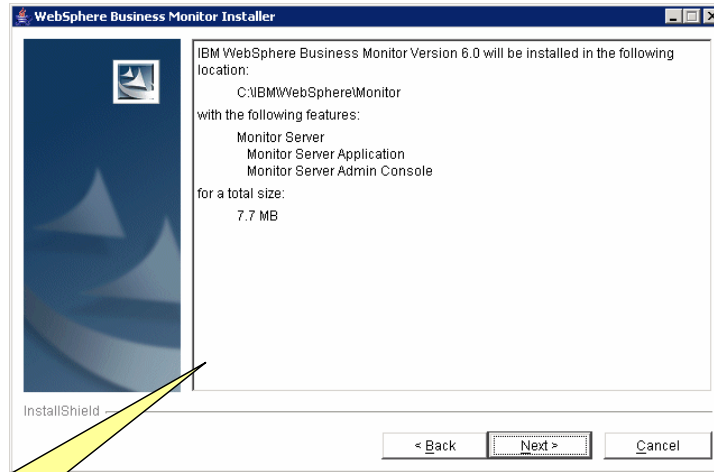 WebSphere Business Monitor Installer
IBM WebSphere Business Monitor Version 6.0 will be installed in the following
location:
C:\IBM\WebSphere\Monitor
with the following features:
Monitor Server
Monitor Server Application
Monitor Server Admin Console
for a total size:
7.7 MB
InstallShield
< Back
Next >
Cancel